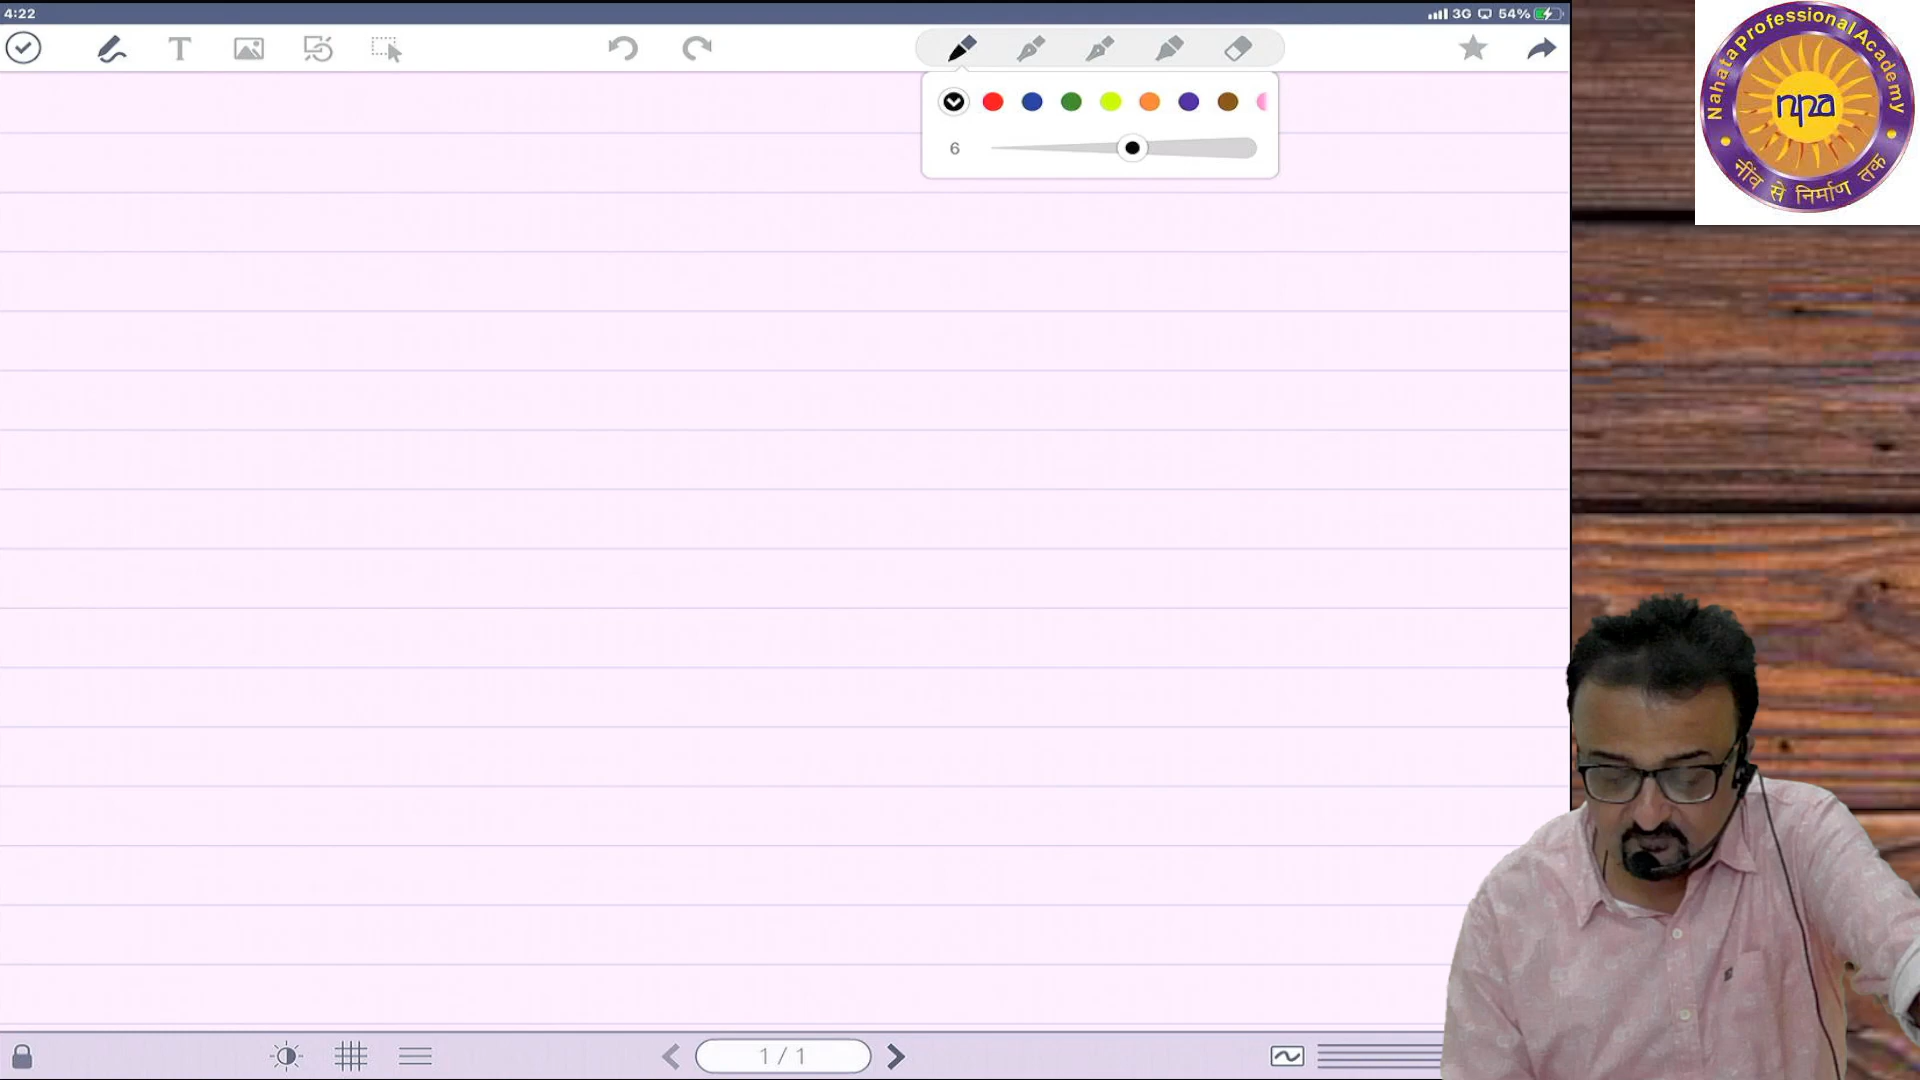 4:22
3G 54%
T
6
1 / 1
Nahata Professional Academy
npa
नींव से निर्माण तक